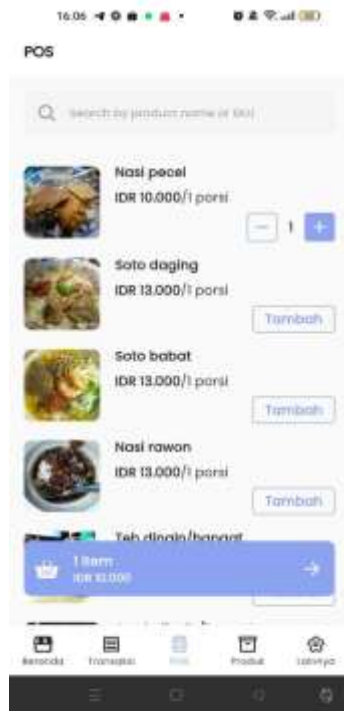 16:06
POS
Search by product name or SKU
Nasi pecel
IDR 10.000/1 porsi
1
Soto daging
IDR 13.000/1 porsi
Tambah
Soto babat
IDR 13.000/1 porsi
Tambah
Nasi rawon
IDR 13.000/1 porsi
Tambah
Teh dingin/hangat
1 Item
IDR 10.000
Beranda Transaksi POS Produk Lainnya